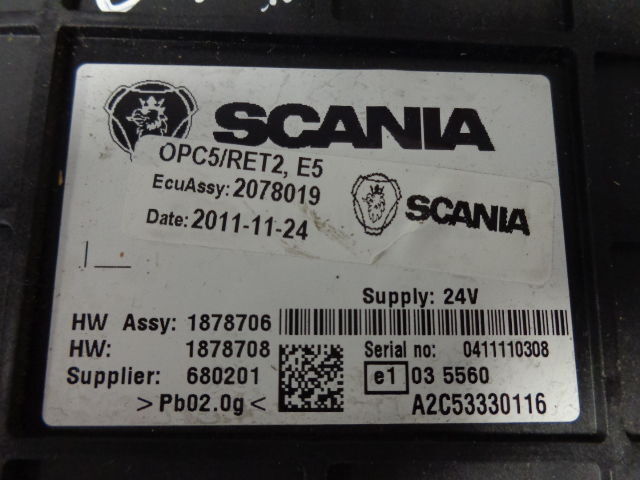 SCANIA
OPC5/RET2, E5
EcuAssy: 2078019
Date: 2011-11-24
SCANIA
Supply: 24V
HW Assy: 1878706
HW: 1878708
Serial no: 0411110308
Supplier: 680201
e1 03 5560
>Pb02.0g<
A2C53330116